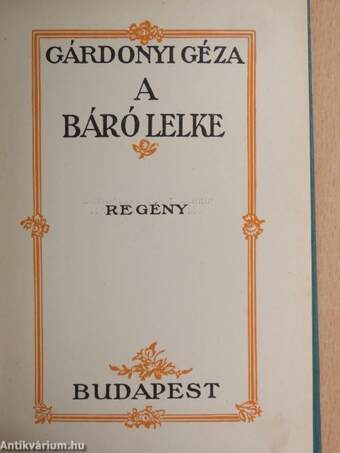 GÁRDONYI GÉZA
A
BÁRÓ LELKE
REGÉNY
BUDAPEST
Antikvárium.hu